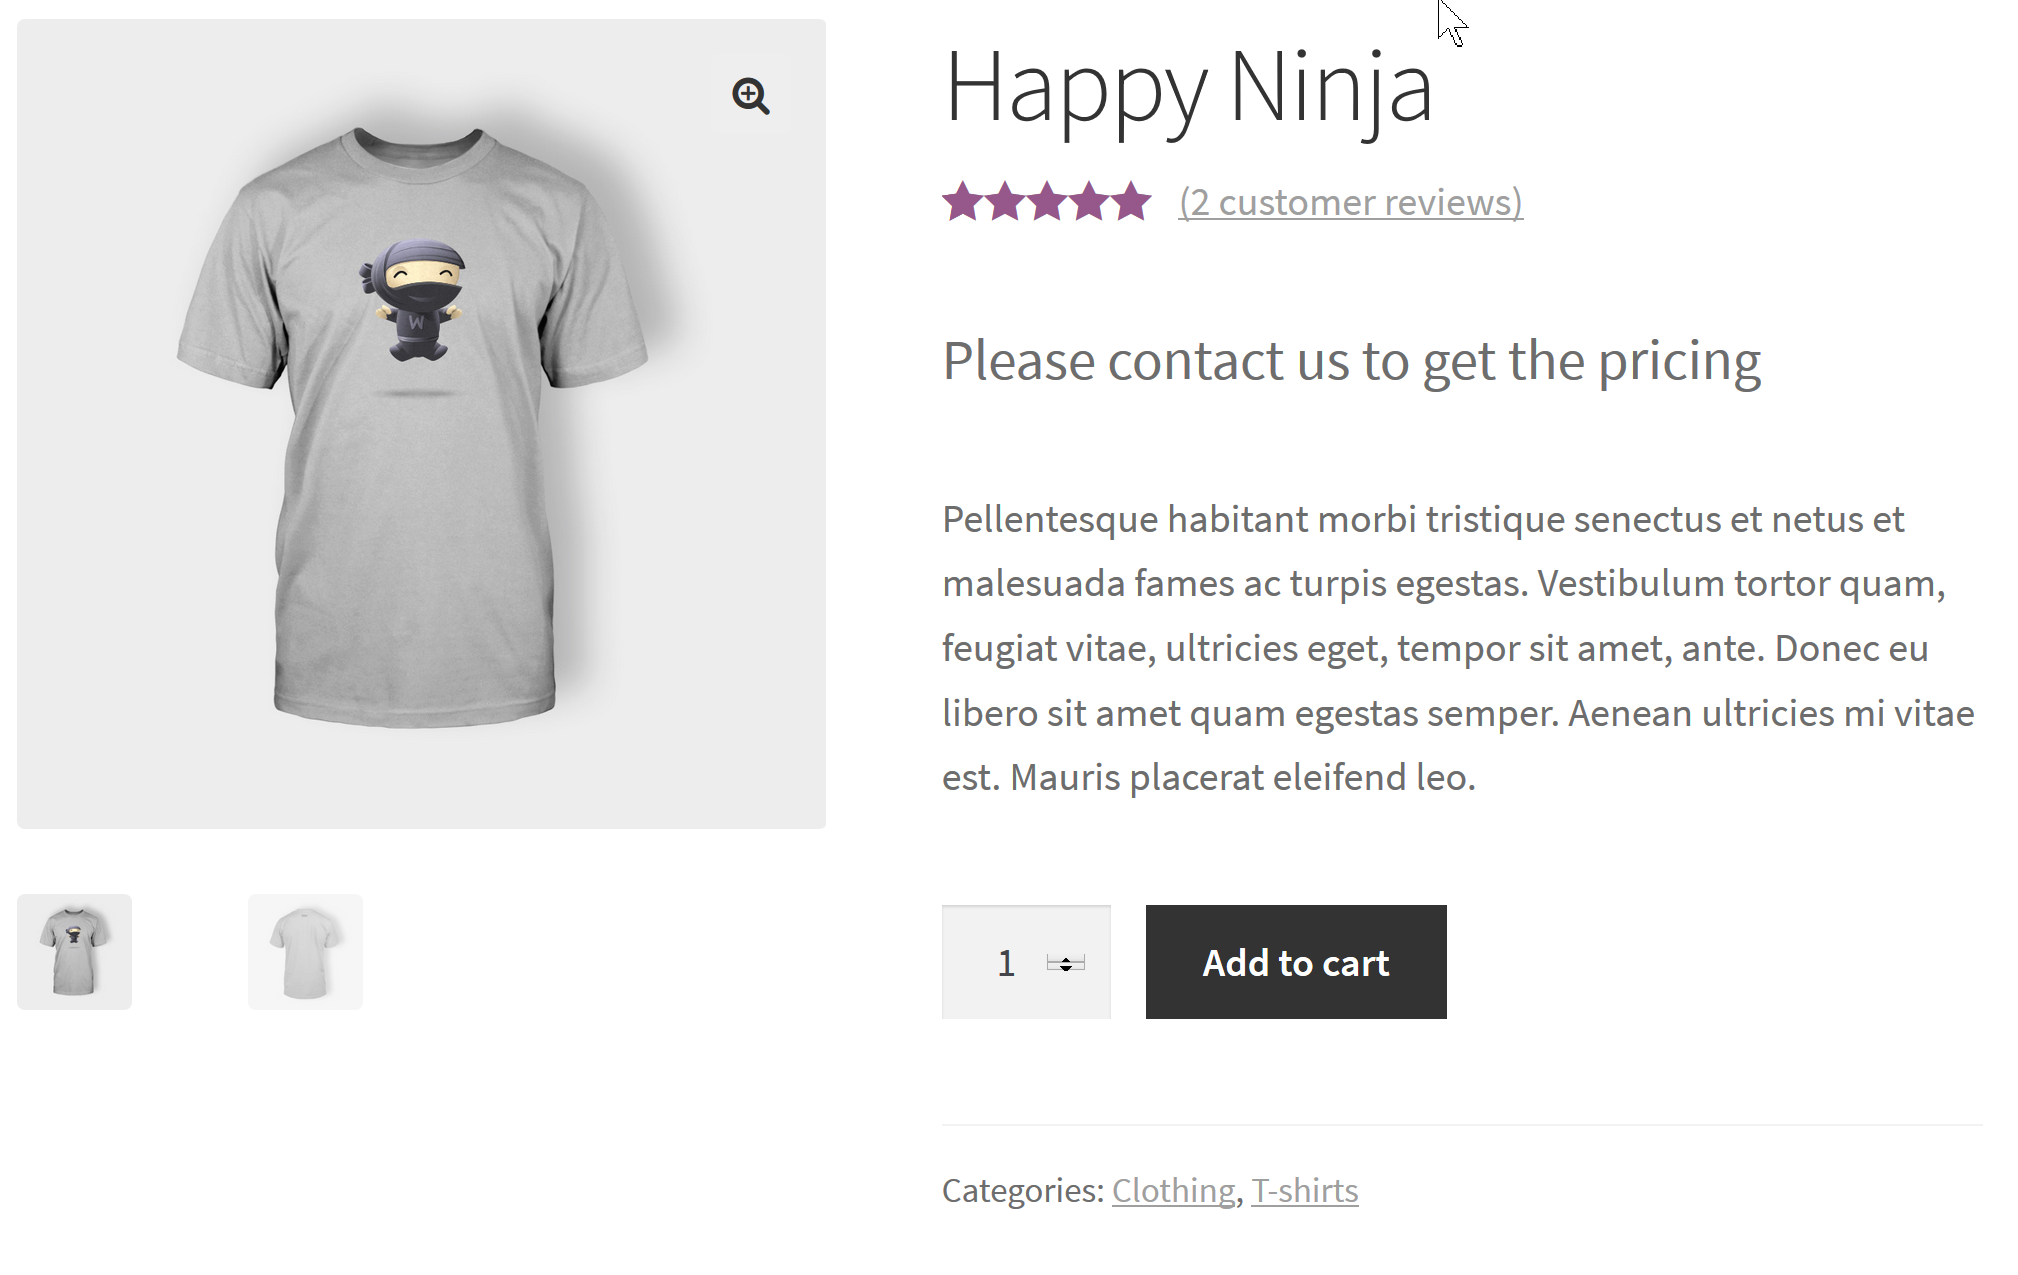 Happy Ninja
(2 customer reviews)
Please contact us to get the pricing
Pellentesque habitant morbi tristique senectus et netus et
malesuada fames ac turpis egestas. Vestibulum tortor quam,
feugiat vitae, ultricies eget, tempor sit amet, ante. Donec eu
libero sit amet quam egestas semper. Aenean ultricies mi vitae
est. Mauris placerat eleifend leo.
W
1 Add to cart
Categories: Clothing, T-shirts